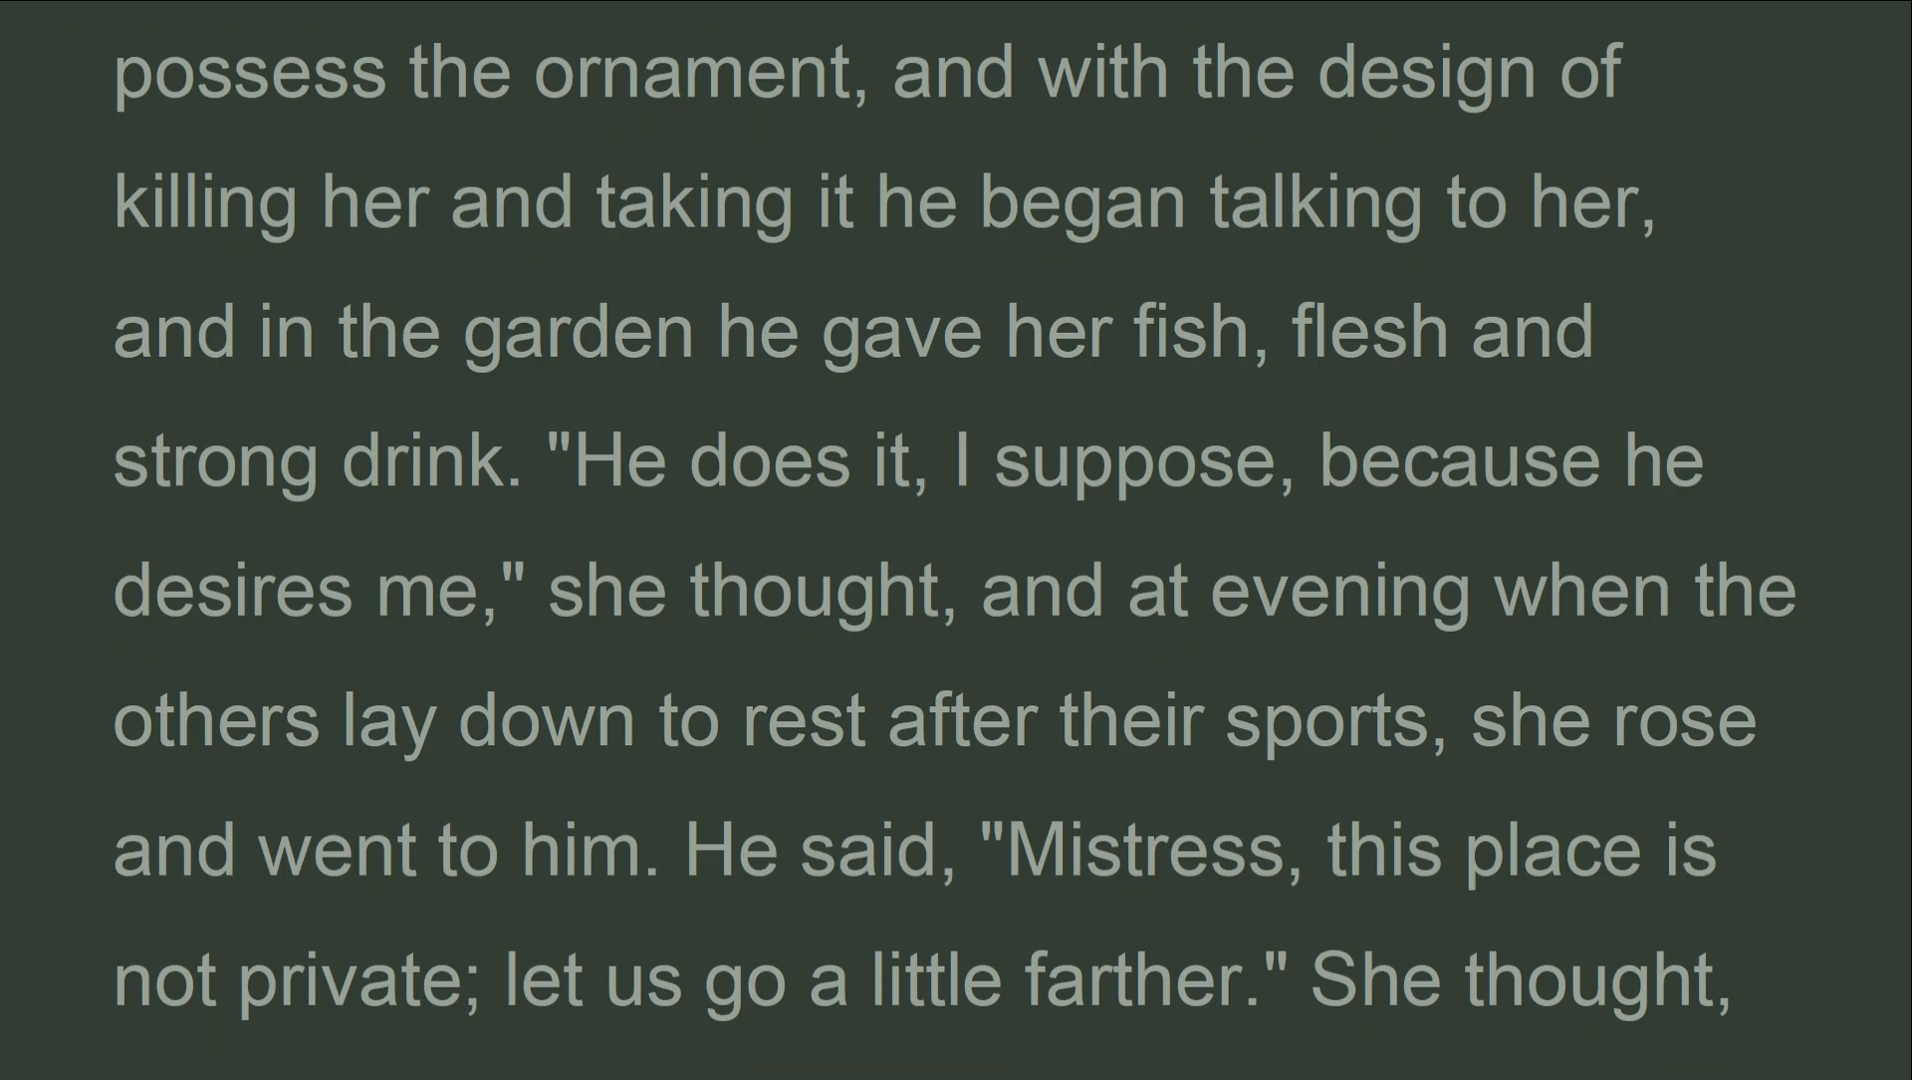 possess the ornament, and with the design of
killing her and taking it he began talking to her,
and in the garden he gave her fish, flesh and
strong drink. "He does it, I suppose, because he
desires me," she thought, and at evening when the
others lay down to rest after their sports, she rose
and went to him. He said, "Mistress, this place is
not private; let us go a little farther." She thought,